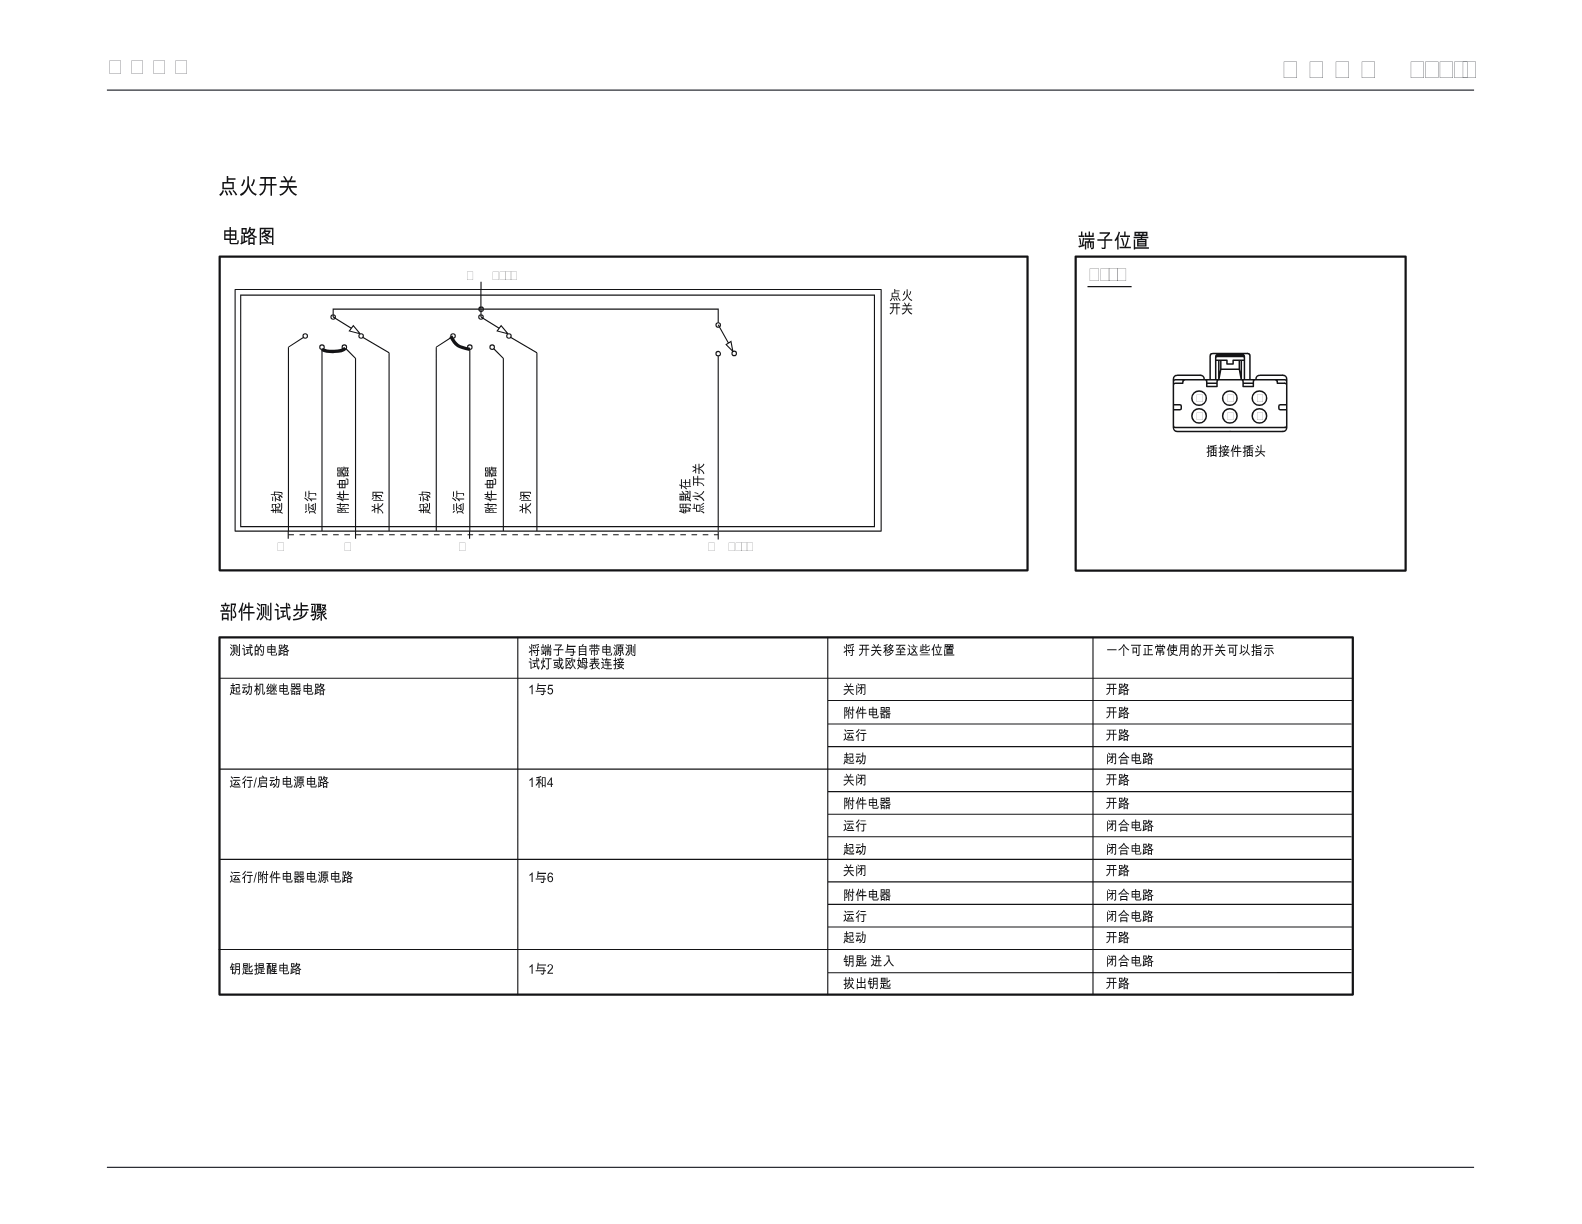 点火开关
电路图
端子位置
点火
开关
起动
运行
附件电器
关闭
起动
运行
附件电器
关闭
钥匙在
点火 开关
插接件插头
部件测试步骤
测试的电路
将端子与自带电源测
试灯或欧姆表连接
将 开关移至这些位置
一个可正常使用的开关可以指示
起动机继电器电路
1与5
关闭
开路
附件电器
开路
运行
开路
起动
闭合电路
运行/启动电源电路
1和4
关闭
开路
附件电器
开路
运行
闭合电路
起动
闭合电路
运行/附件电器电源电路
1与6
关闭
开路
附件电器
闭合电路
运行
闭合电路
起动
开路
钥匙提醒电路
1与2
钥匙 进入
闭合电路
拔出钥匙
开路